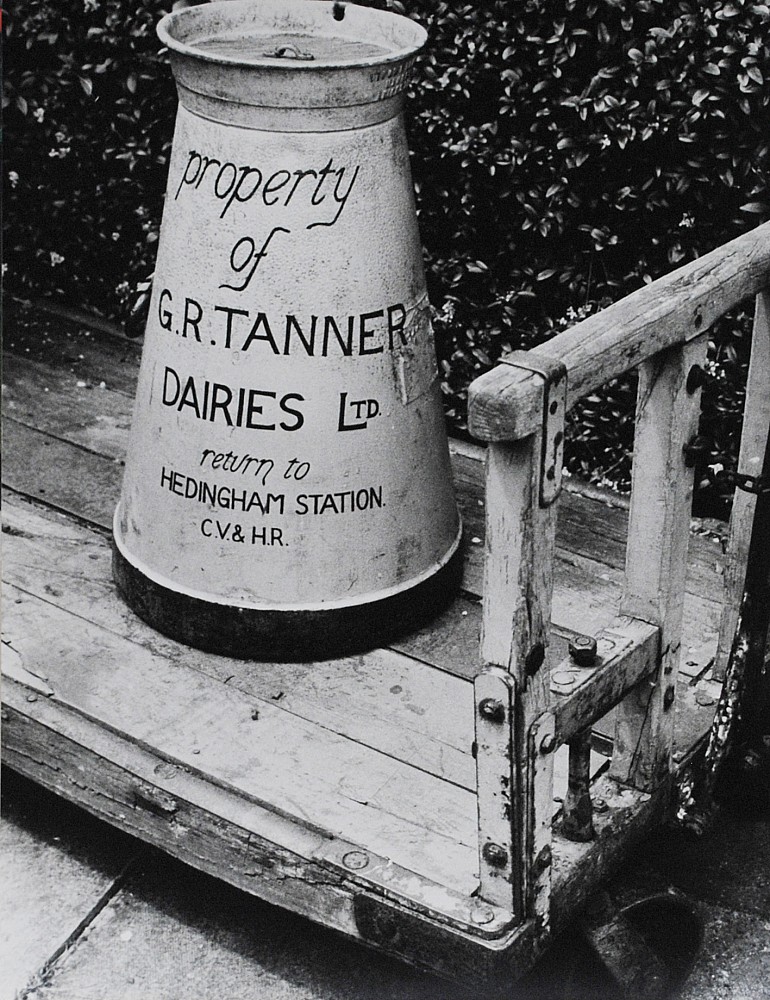 property
of
G.R.TANNER
DAIRIES LTD.
return to
HEDINGHAM STATION.
C.V.& H.R.